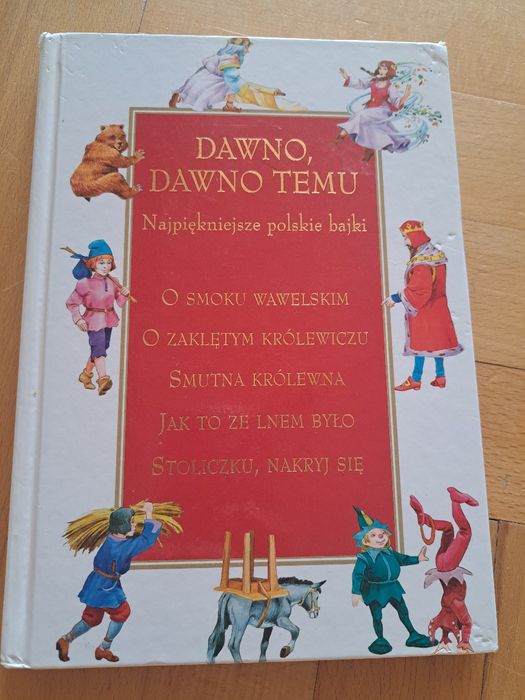 DAWNO,
DAWNO TEMU
Najpiękniejsze polskie bajki
O SMOKU WAWELSKIM
O ZAKLĘTYM KRÓLEWICZU
SMUTNA KRÓLEWNA
JAK TO ZE LNEM BYŁO
STOLICZKU, NAKRYJ SIĘ